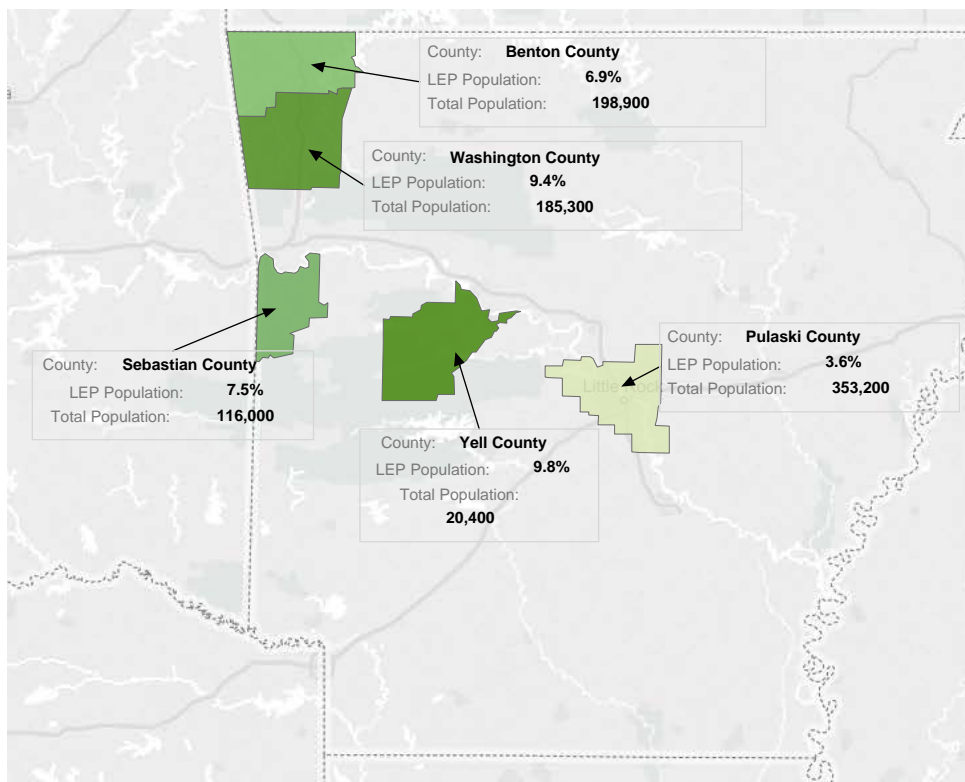 County: Benton County
LEP Population: 6.9%
Total Population: 198,900
County: Washington County
LEP Population: 9.4%
Total Population: 185,300
County: Sebastian County
LEP Population: 7.5%
Total Population: 116,000
County: Yell County
LEP Population: 9.8%
Total Population:
20,400
County: Pulaski County
LEP Population: 3.6%
Total Population: 353,200
Little Rock